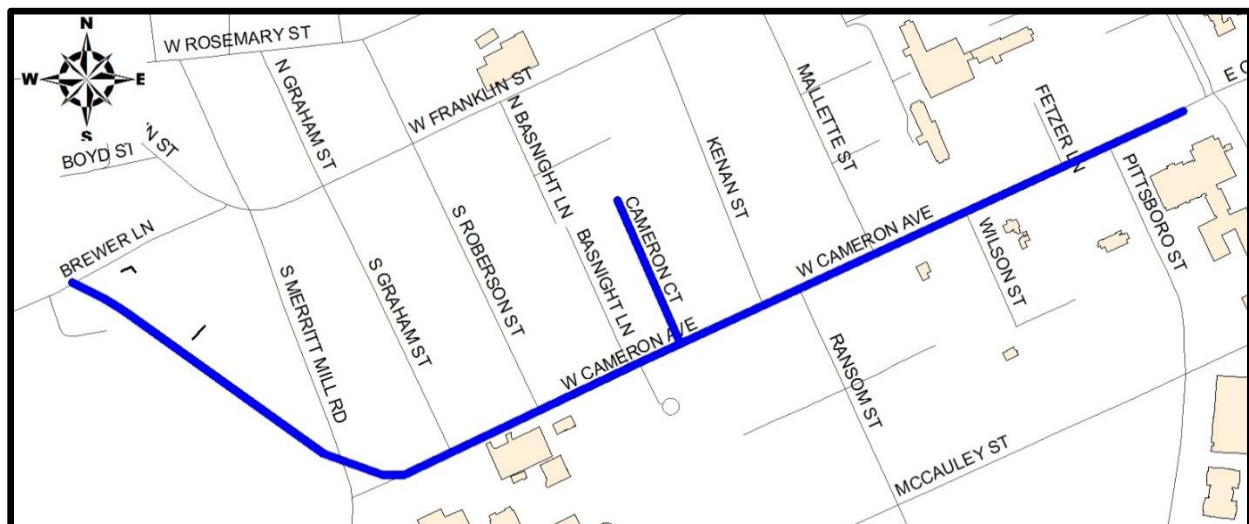 N
W E
S
W ROSEMARY ST
N GRAHAM ST
W FRANKLIN ST
N BASNIGHT LN
MALLETTE ST
FETZER LN
BOYD ST
N ST
KENAN ST
PITTSBORO ST
BREWER LN
S MERRITT MILL RD
S GRAHAM ST
S ROBERSON ST
BASNIGHT LN
CAMERON CT
W CAMERON AVE
W CAMERON AVE
WILSON ST
RANSOM ST
MCCAULEY ST